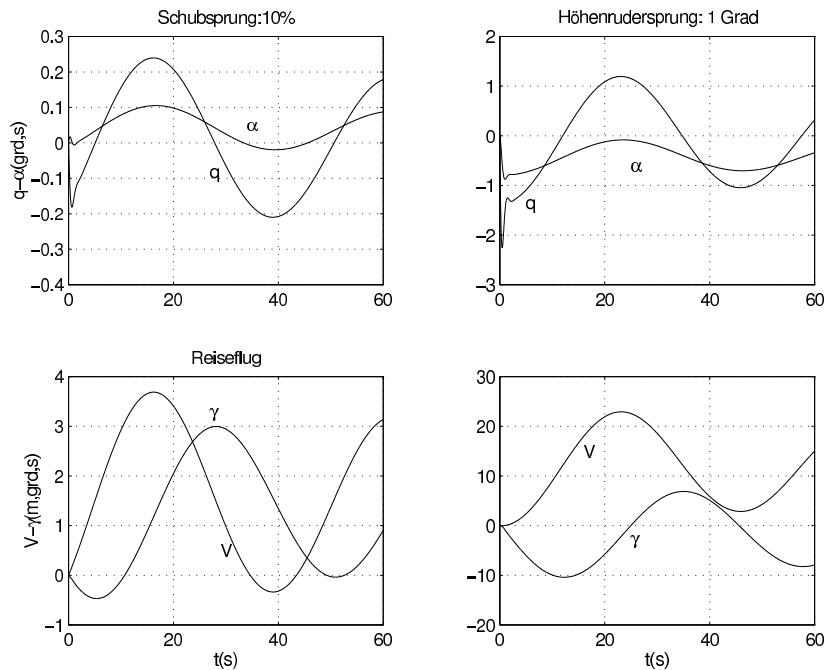 Schubsprung:10%
0.3
0.2
0.1
0
−0.1
−0.2
−0.3
−0.4
q−α(grd,s)
α
q
0 20 40 60
Höhenrudersprung: 1 Grad
2
1
0
−1
−2
−3
α
q
0 20 40 60
Reiseflug
4
3
2
1
0
−1
V−γ(m,grd,s)
γ
V
0 20 40 60
t(s)
30
20
10
0
−10
−20
V
γ
0 20 40 60
t(s)